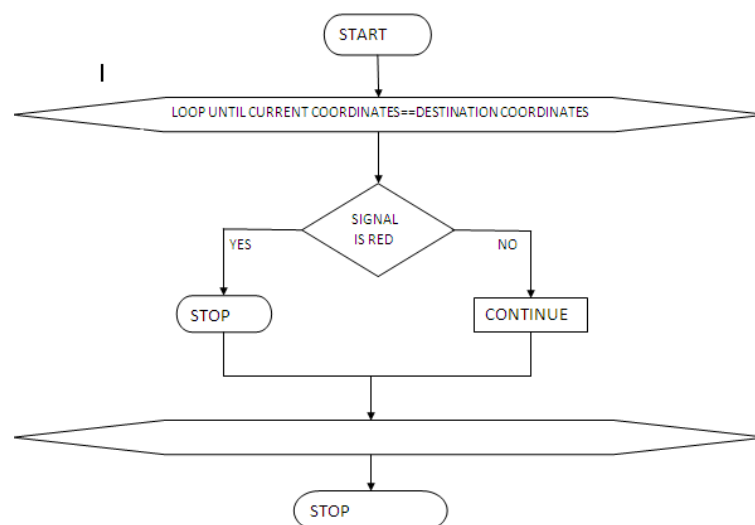 START
I
LOOP UNTIL CURRENT COORDINATES==DESTINATION COORDINATES
SIGNAL
IS RED
YES
NO
STOP
CONTINUE
STOP